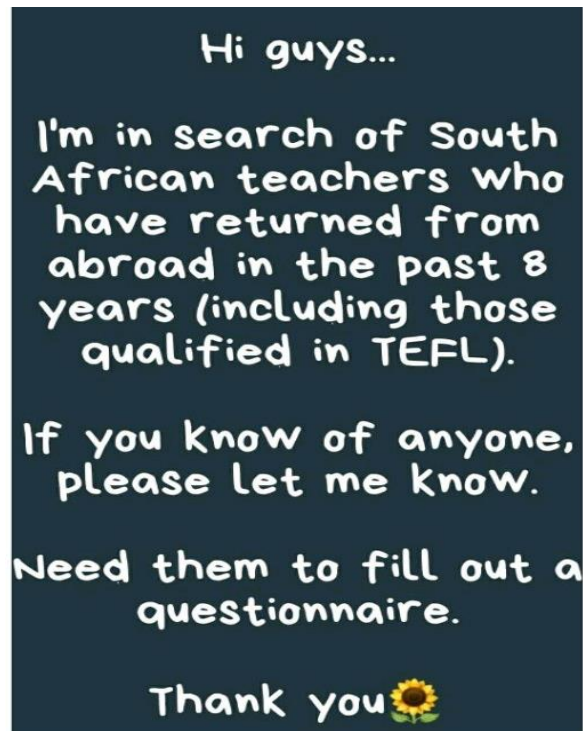 Hi guys...
I'm in search of South
African teachers who
have returned from
abroad in the past 8
years (including those
qualified in TEFL).
If you know of anyone,
please let me know.
Need them to fill out a
questionnaire.
Thank you🌻